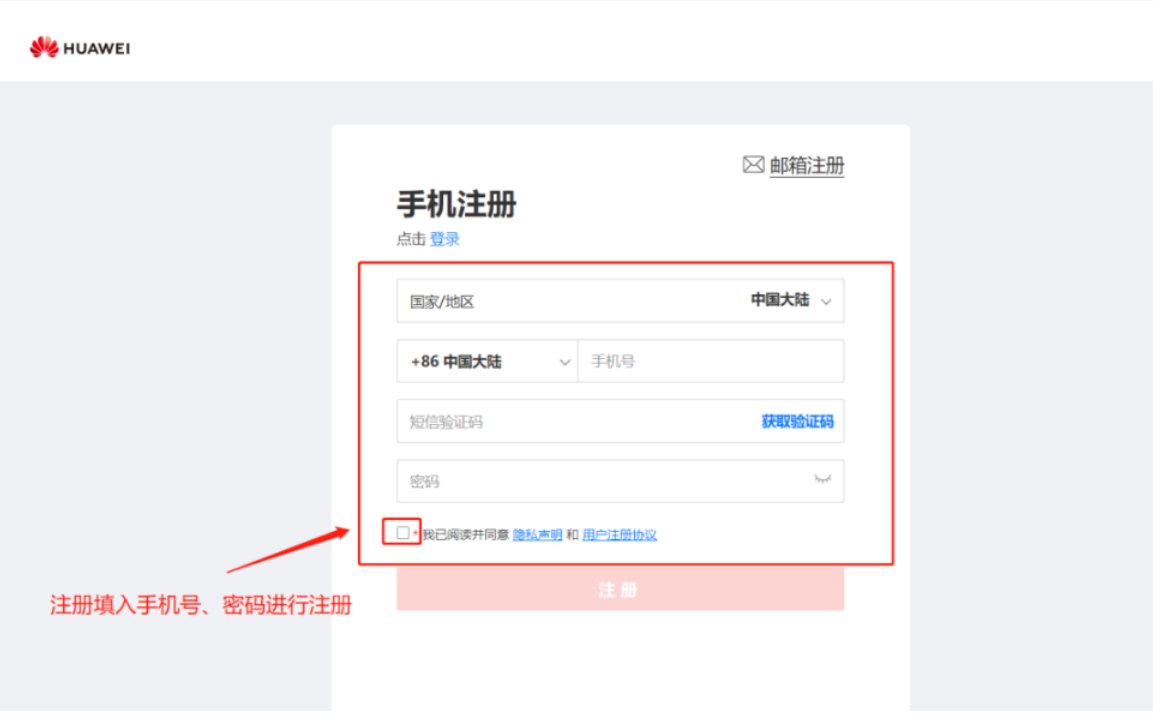 HUAWEI
邮箱注册
手机注册
点击 登录
国家/地区 中国大陆
+86 中国大陆 手机号
短信验证码 获取验证码
密码
* 我已阅读并同意 隐私声明 和 用户注册协议
注册
注册填入手机号、密码进行注册